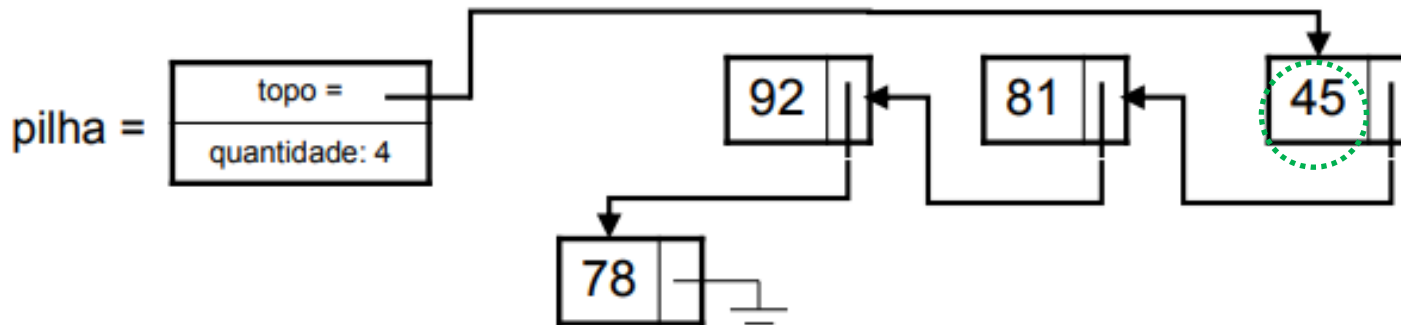 topo =
92
81
45
pilha =
quantidade: 4
78